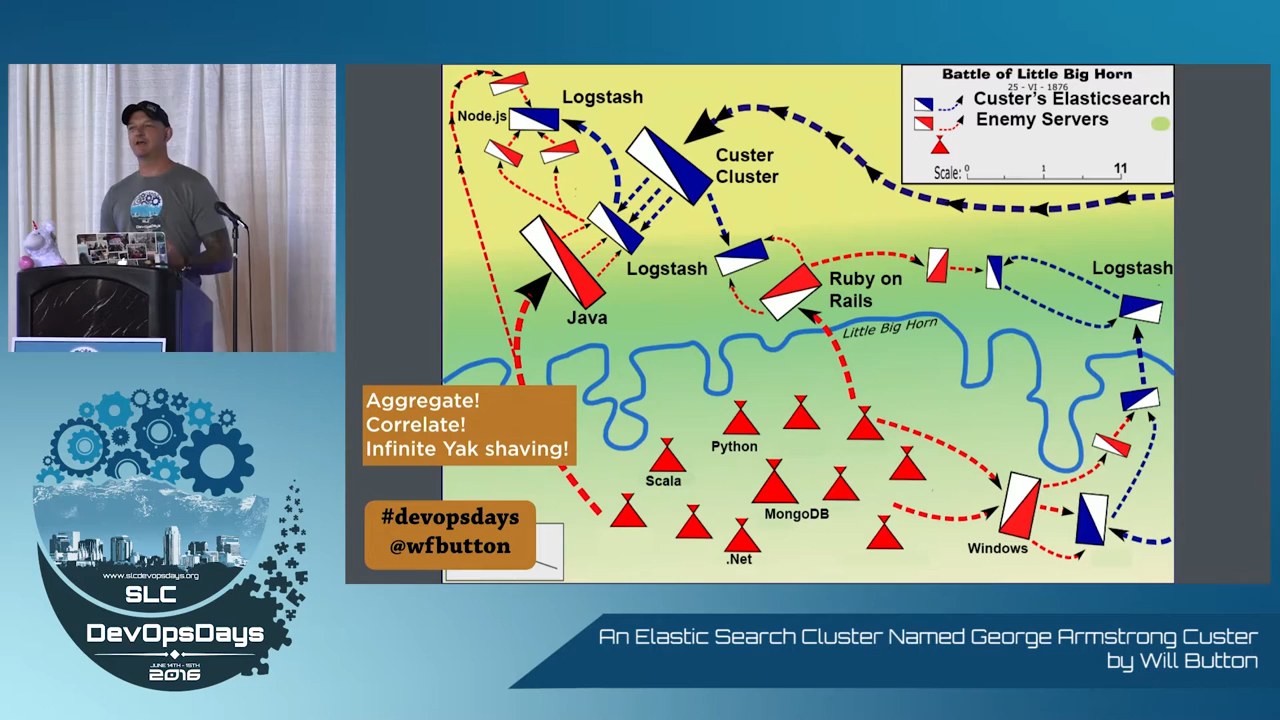 Battle of Little Big Horn
25 - VI - 1876
Custer's Elasticsearch
Enemy Servers
Scale: 0 1 11
Logstash
Node.js
Custer
Cluster
Logstash
Java
Ruby on
Rails
Logstash
Little Big Horn
Aggregate!
Correlate!
Infinite Yak shaving!
Python
Scala
MongoDB
.Net
Windows
#devopsdays
@wfbutton
SLC
DevOpsDays
www.slcdevopsdays.org
SLC
DevOpsDays
JUNE 14TH - 15TH
2016
An Elastic Search Cluster Named George Armstrong Custer
by Will Button